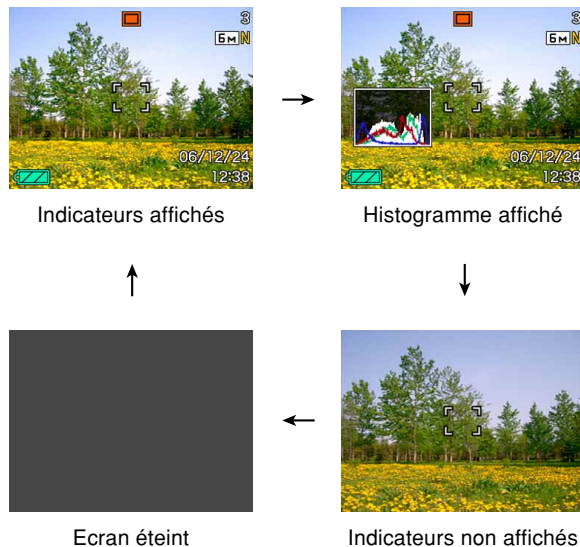 3
6M N
06/12/24
12:38
Indicateurs affichés
3
6M N
06/12/24
12:38
Histogramme affiché
Ecran éteint
Indicateurs non affichés